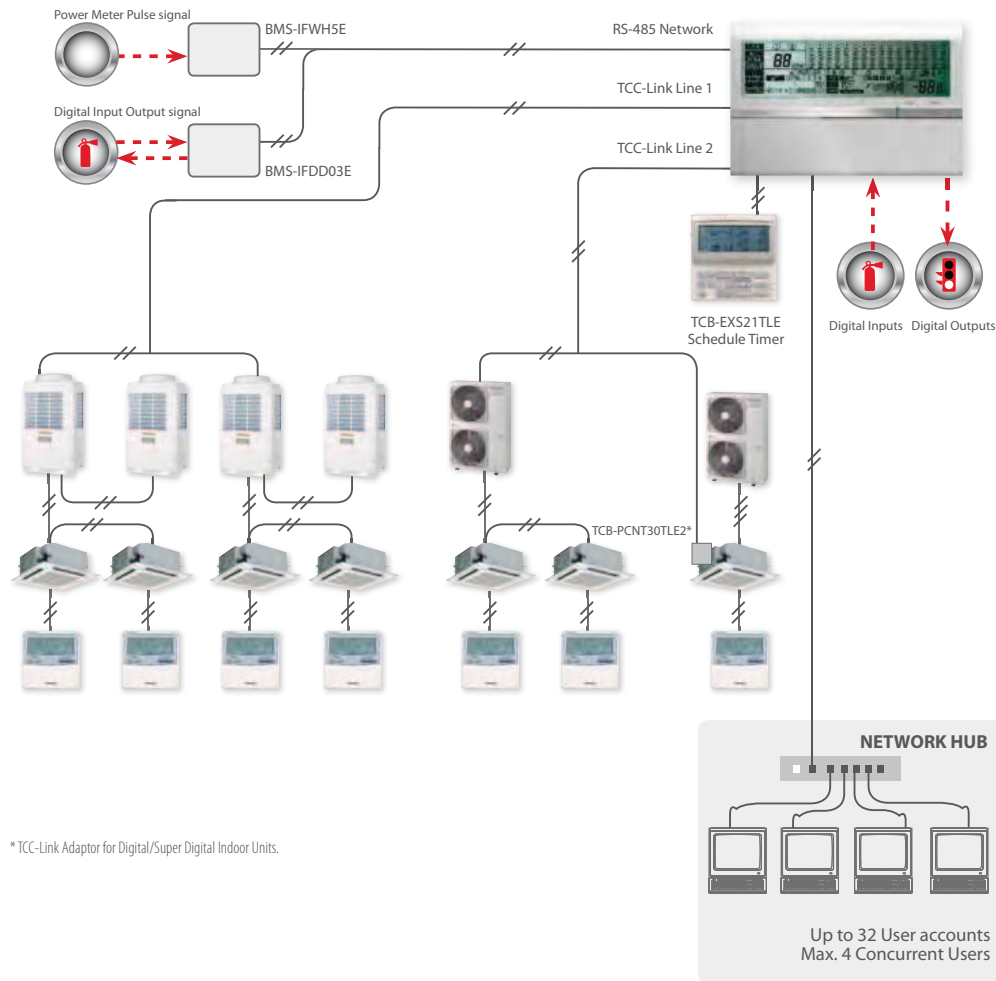 Power Meter Pulse signal
BMS-IFWH5E
RS-485 Network
TCC-Link Line 1
Digital Input Output signal
TCC-Link Line 2
BMS-IFDD03E
TCB-EXS21TLE
Schedule Timer
Digital Inputs
Digital Outputs
TCB-PCNT30TLE2*
NETWORK HUB
* TCC-Link Adaptor for Digital/Super Digital Indoor Units.
Up to 32 User accounts
Max. 4 Concurrent Users